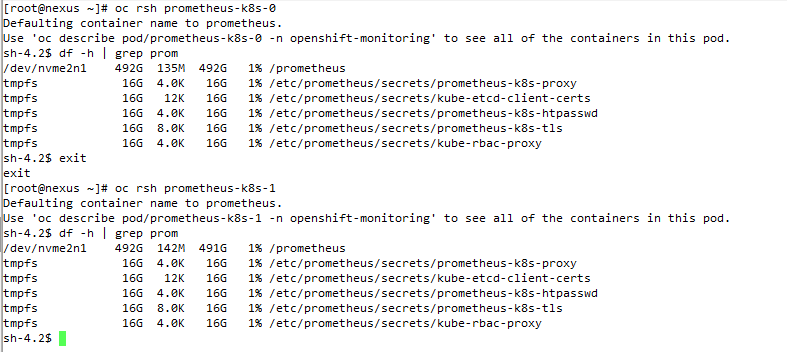 [root@nexus ~]# oc rsh prometheus-k8s-0
Defaulting container name to prometheus.
Use 'oc describe pod/prometheus-k8s-0 -n openshift-monitoring' to see all of the containers in this pod.
sh-4.2$ df -h | grep prom
/dev/nvme2n1     492G  135M  492G   1% /prometheus
tmpfs             16G  4.0K   16G   1% /etc/prometheus/secrets/prometheus-k8s-proxy
tmpfs             16G   12K   16G   1% /etc/prometheus/secrets/kube-etcd-client-certs
tmpfs             16G  4.0K   16G   1% /etc/prometheus/secrets/prometheus-k8s-htpasswd
tmpfs             16G  8.0K   16G   1% /etc/prometheus/secrets/prometheus-k8s-tls
tmpfs             16G  4.0K   16G   1% /etc/prometheus/secrets/kube-rbac-proxy
sh-4.2$ exit
exit
[root@nexus ~]# oc rsh prometheus-k8s-1
Defaulting container name to prometheus.
Use 'oc describe pod/prometheus-k8s-1 -n openshift-monitoring' to see all of the containers in this pod.
sh-4.2$ df -h | grep prom
/dev/nvme2n1     492G  142M  491G   1% /prometheus
tmpfs             16G  4.0K   16G   1% /etc/prometheus/secrets/prometheus-k8s-proxy
tmpfs             16G   12K   16G   1% /etc/prometheus/secrets/kube-etcd-client-certs
tmpfs             16G  4.0K   16G   1% /etc/prometheus/secrets/prometheus-k8s-htpasswd
tmpfs             16G  8.0K   16G   1% /etc/prometheus/secrets/prometheus-k8s-tls
tmpfs             16G  4.0K   16G   1% /etc/prometheus/secrets/kube-rbac-proxy
sh-4.2$